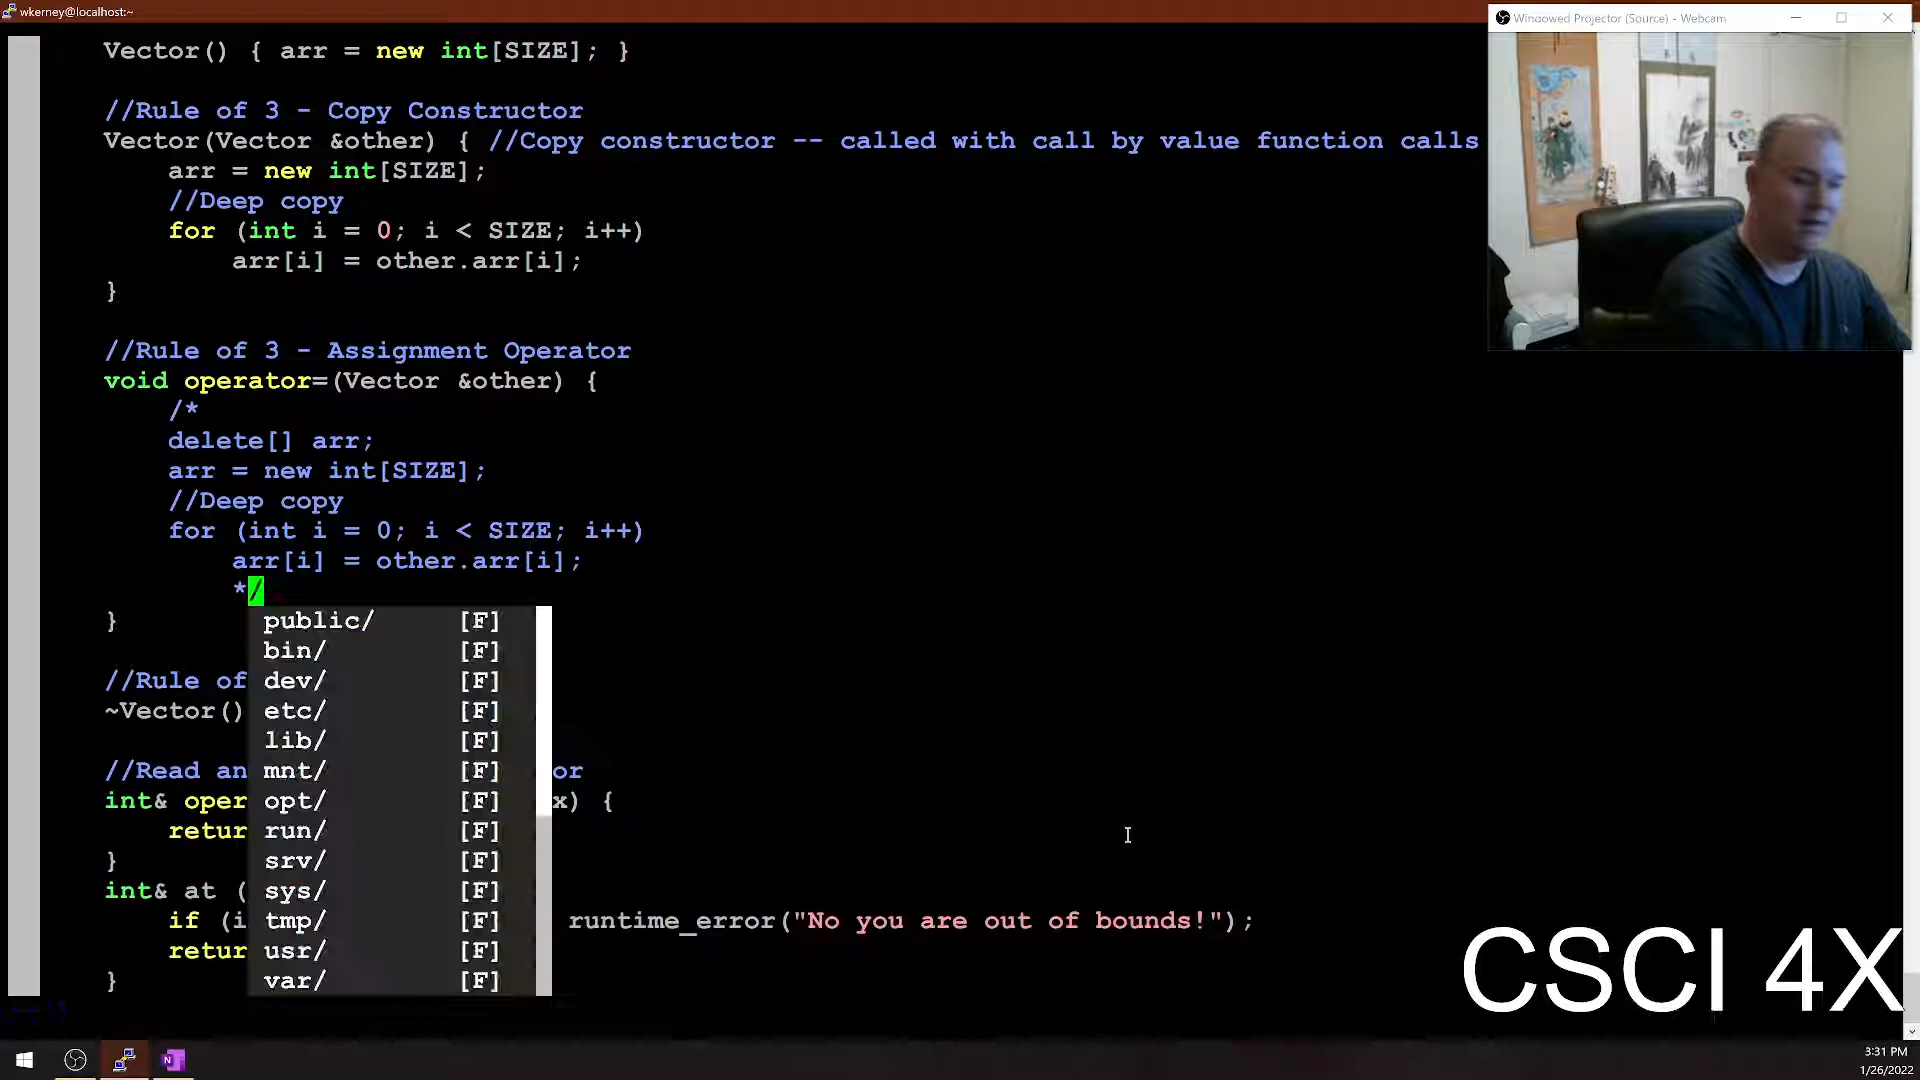 wkerney@localhost:~
Windowed Projector (Source) - Webcam
Vector() { arr = new int[SIZE]; }
//Rule of 3 - Copy Constructor
Vector(Vector &other) { //Copy constructor -- called with call by value function calls
arr = new int[SIZE];
//Deep copy
for (int i = 0; i < SIZE; i++)
arr[i] = other.arr[i];
}
//Rule of 3 - Assignment Operator
void operator=(Vector &other) {
/*
delete[] arr;
arr = new int[SIZE];
//Deep copy
for (int i = 0; i < SIZE; i++)
arr[i] = other.arr[i];
*/
public/ [F]
} bin/ [F]
//Rule of dev/ [F]
~Vector() etc/ [F]
lib/ [F]
//Read an mnt/ [F] or
int& oper opt/ [F] x) {
retur run/ [F]
} srv/ [F]
int& at ( sys/ [F]
if (i tmp/ [F] runtime_error("No you are out of bounds!");
retur usr/ [F]
} var/ [F]
CSCI 4X
3:31 PM
1/26/2022